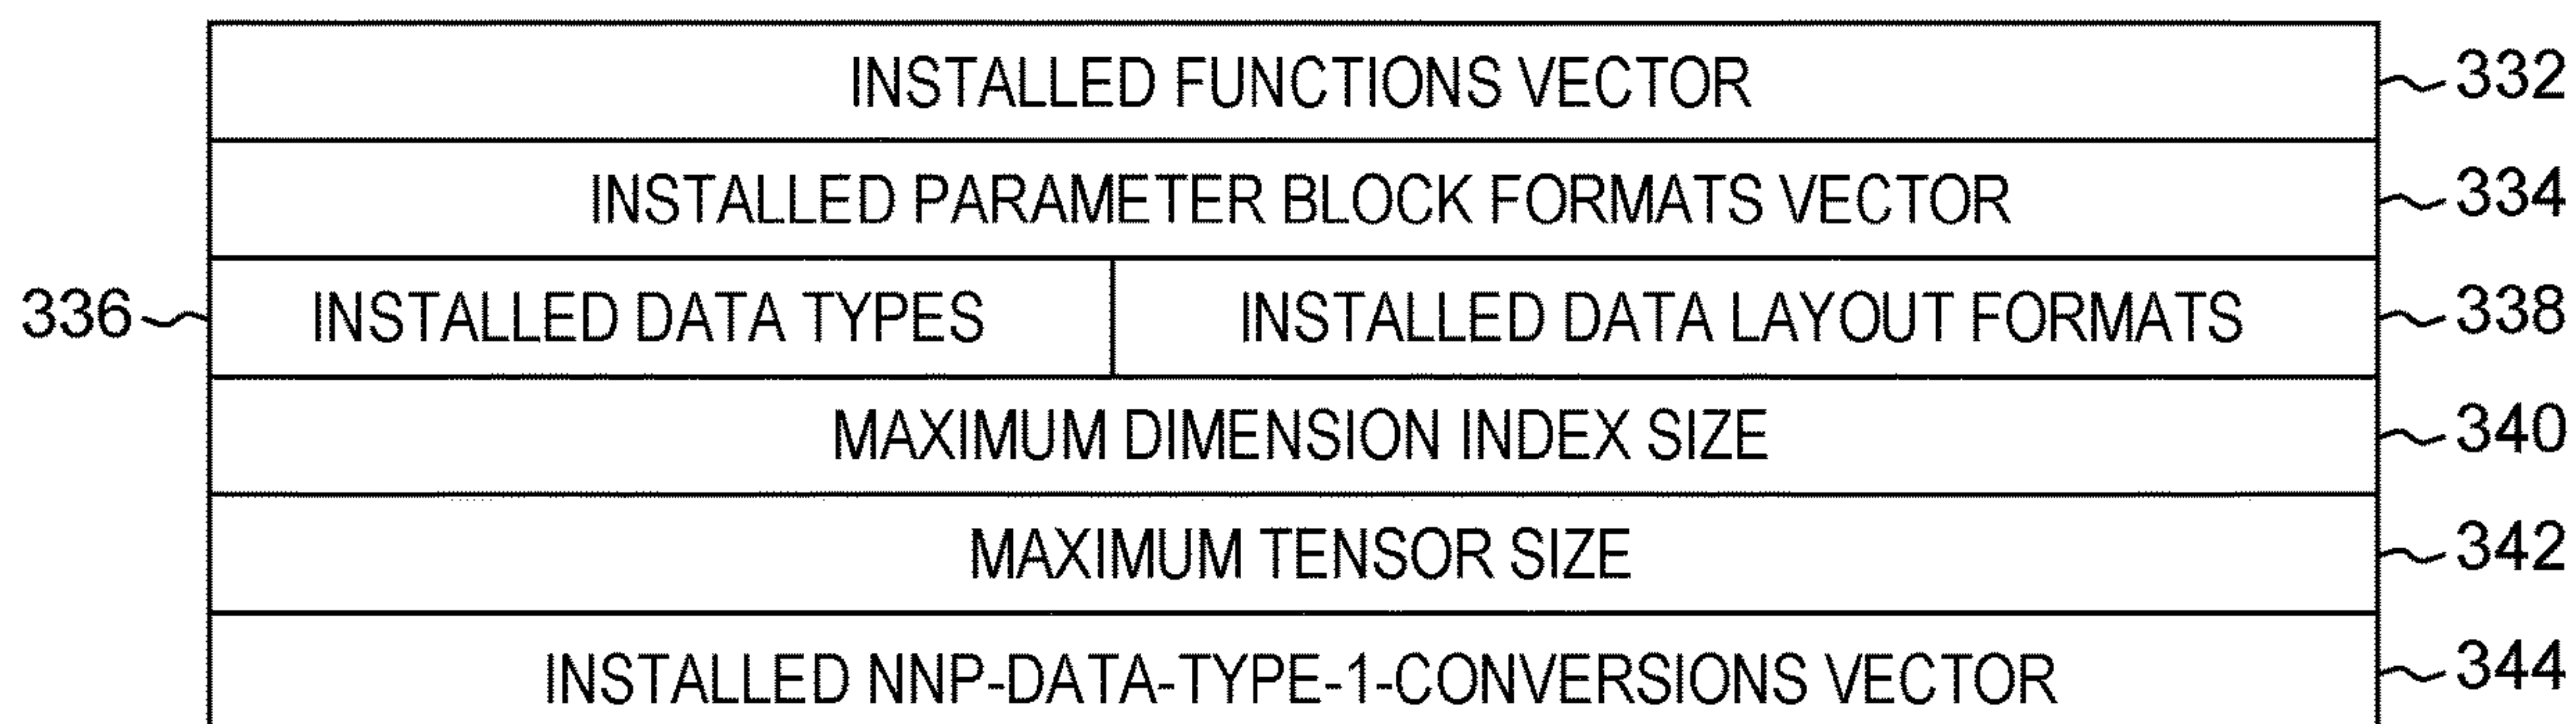 INSTALLED FUNCTIONS VECTOR 332
INSTALLED PARAMETER BLOCK FORMATS VECTOR 334
336 INSTALLED DATA TYPES INSTALLED DATA LAYOUT FORMATS 338
MAXIMUM DIMENSION INDEX SIZE 340
MAXIMUM TENSOR SIZE 342
INSTALLED NNP-DATA-TYPE-1-CONVERSIONS VECTOR 344